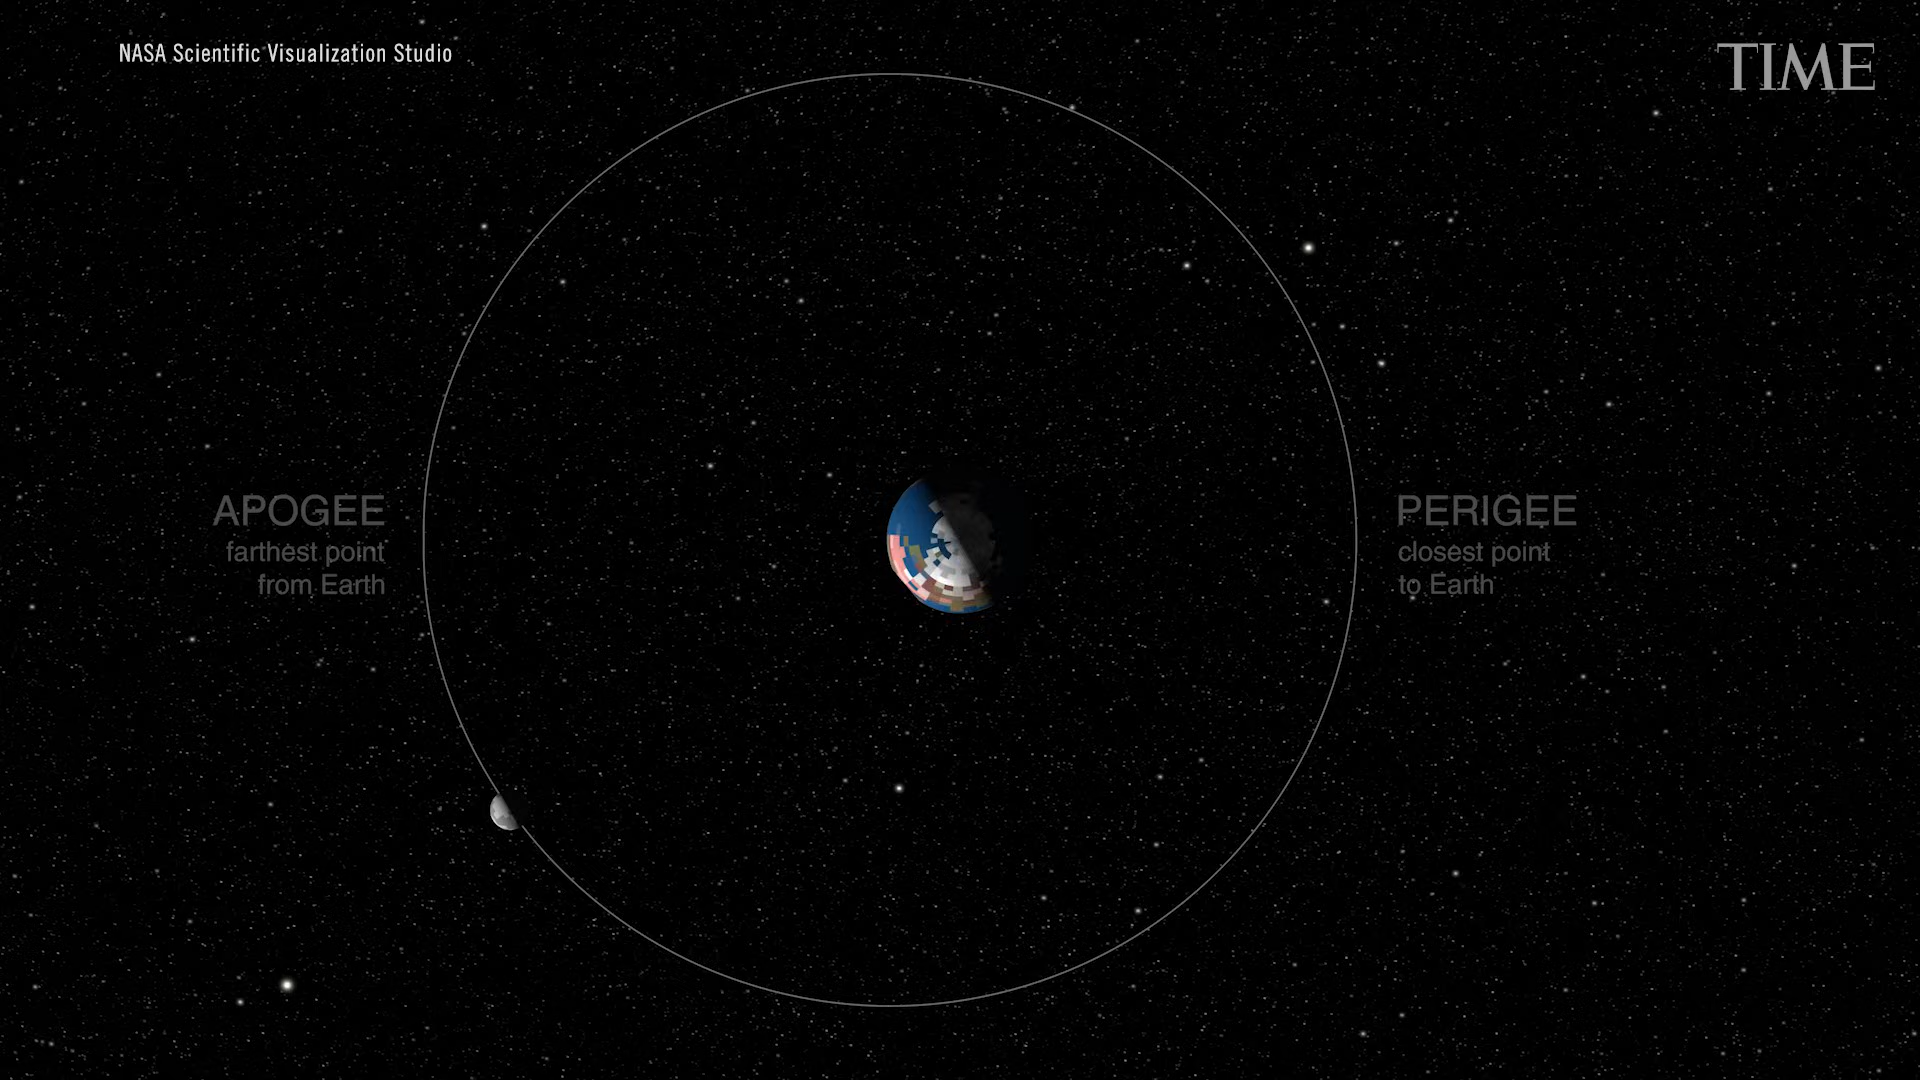 NASA Scientific Visualization Studio
TIME
APOGEE
farthest point
from Earth
PERIGEE
closest point
to Earth